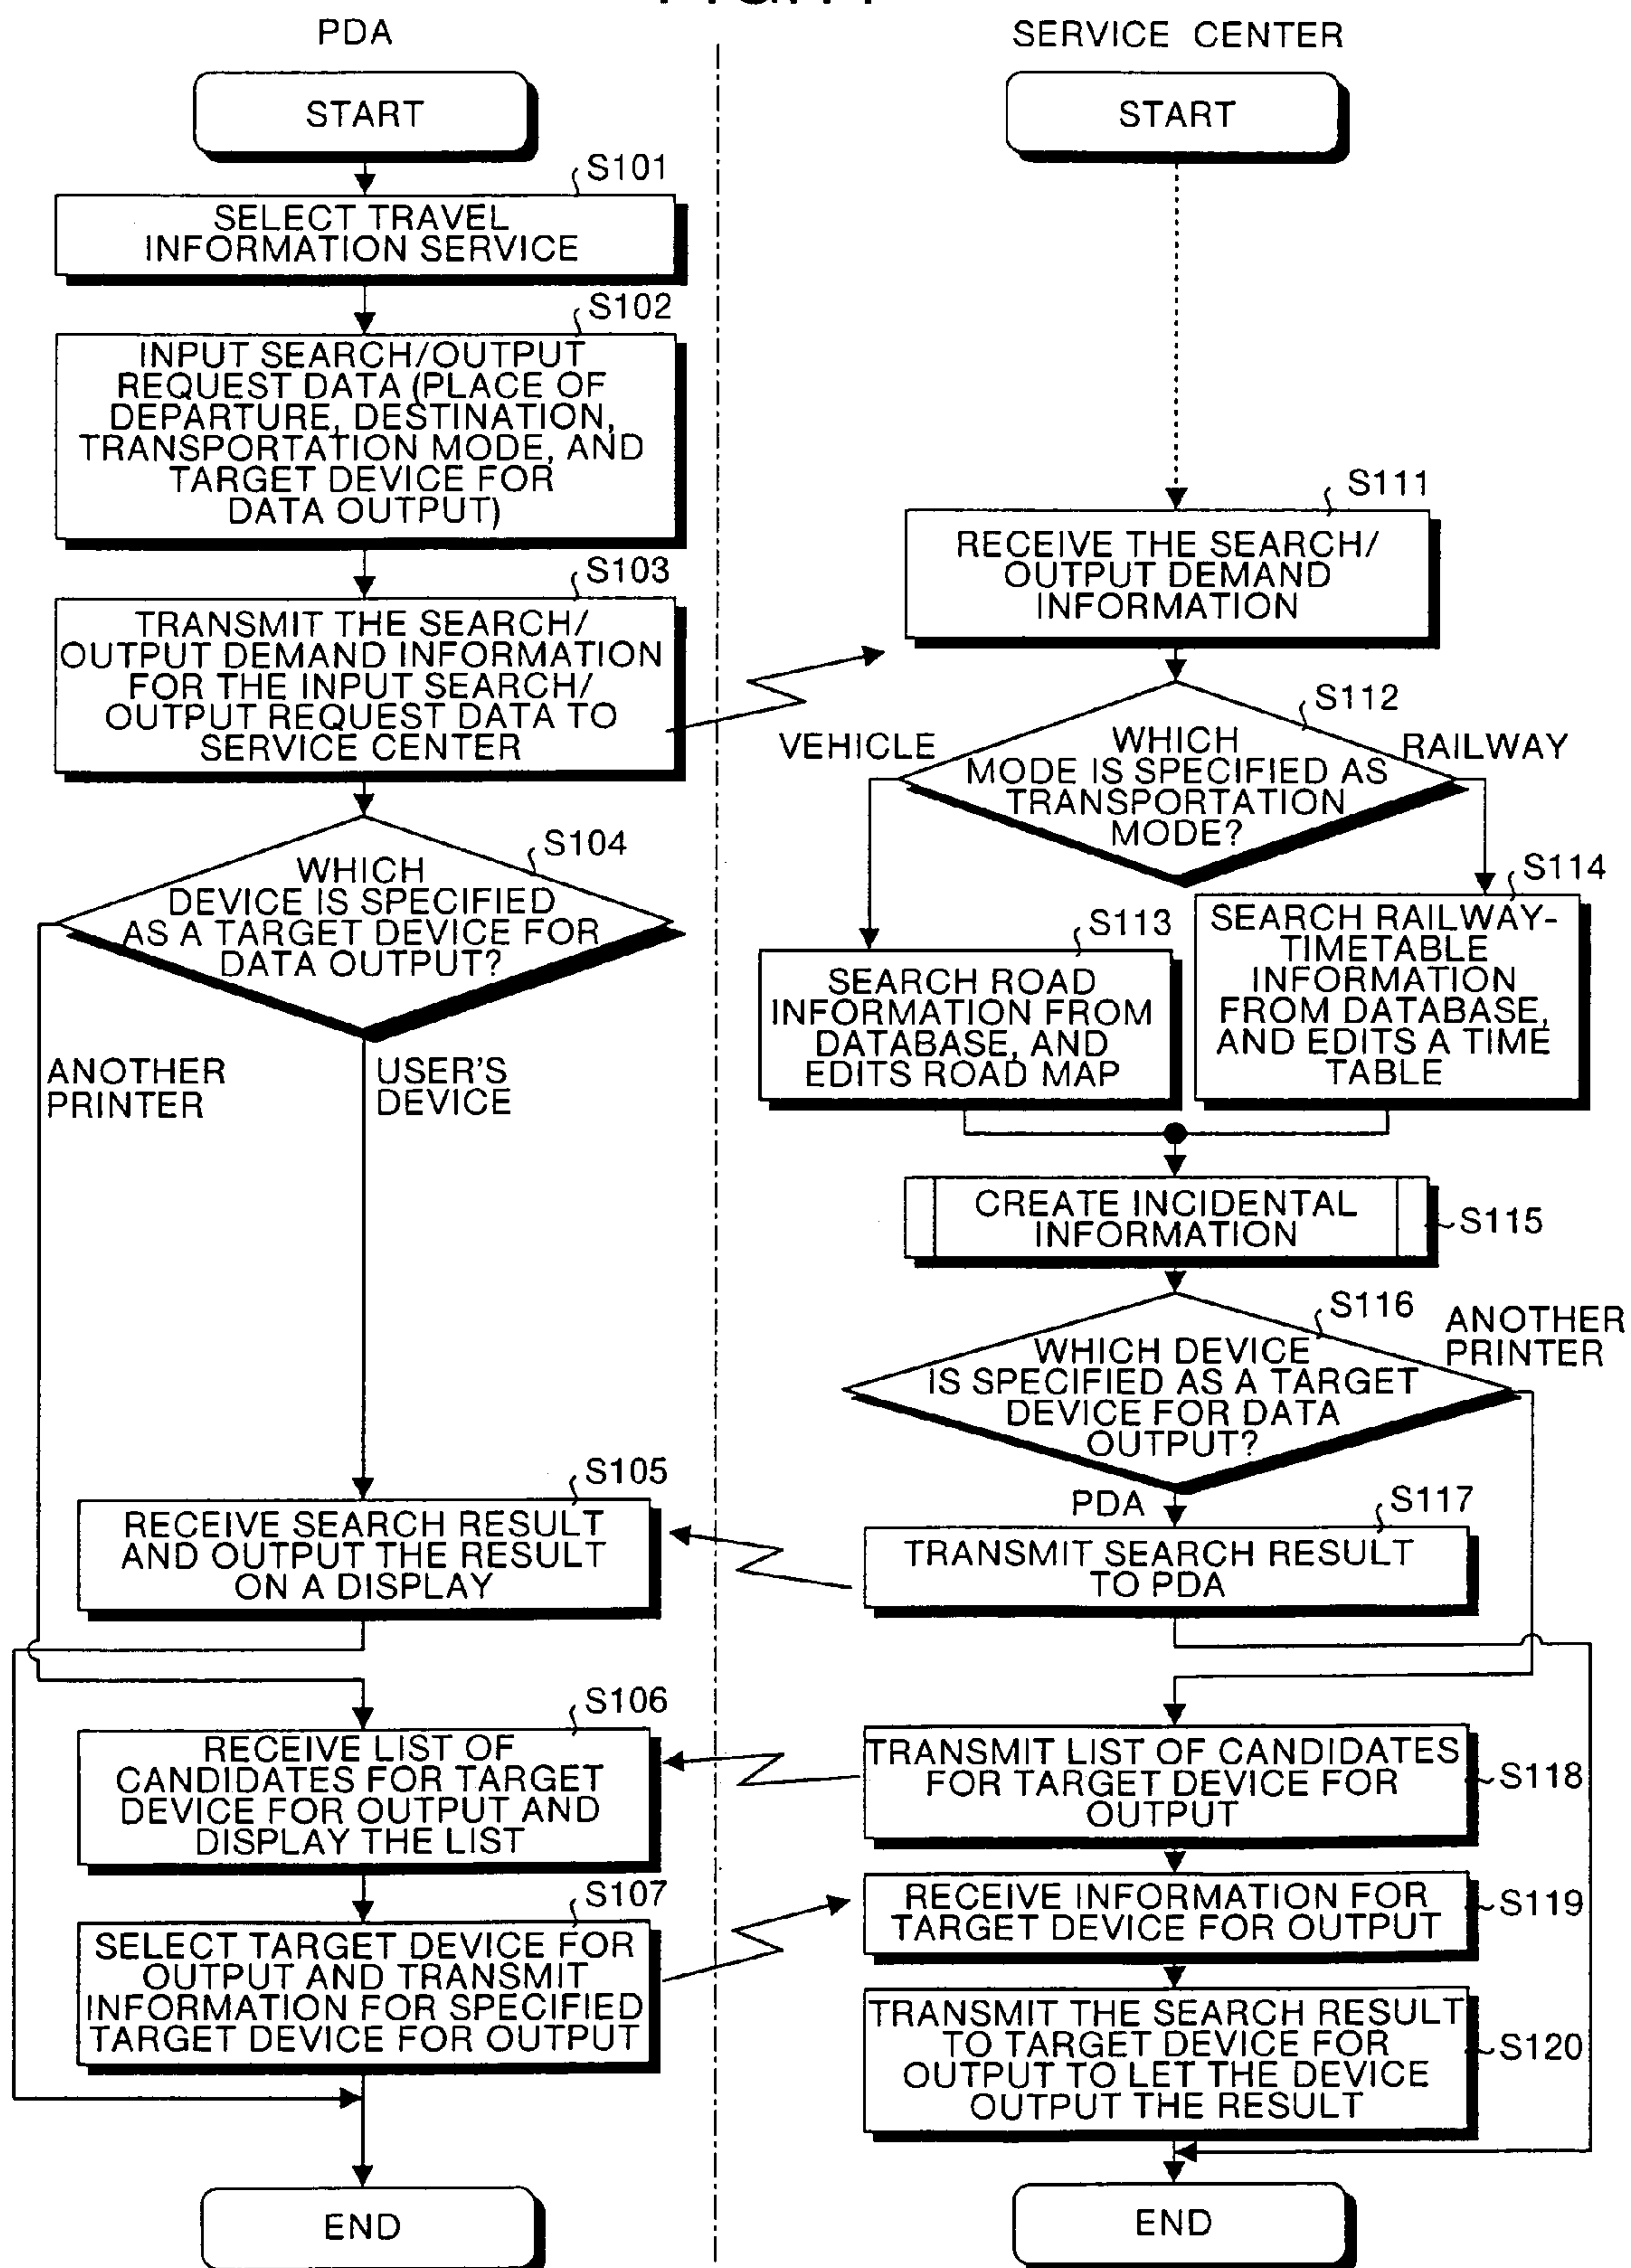 PDA
START
S101
SELECT TRAVEL
INFORMATION SERVICE
S102
INPUT SEARCH/OUTPUT
REQUEST DATA (PLACE OF
DEPARTURE, DESTINATION,
TRANSPORTATION MODE, AND
TARGET DEVICE FOR
DATA OUTPUT)
S103
TRANSMIT THE SEARCH/
OUTPUT DEMAND INFORMATION
FOR THE INPUT SEARCH/
OUTPUT REQUEST DATA TO
SERVICE CENTER
S104
WHICH
DEVICE IS SPECIFIED
AS A TARGET DEVICE FOR
DATA OUTPUT?
ANOTHER
PRINTER
USER'S
DEVICE
S105
RECEIVE SEARCH RESULT
AND OUTPUT THE RESULT
ON A DISPLAY
S106
RECEIVE LIST OF
CANDIDATES FOR TARGET
DEVICE FOR OUTPUT AND
DISPLAY THE LIST
S107
SELECT TARGET DEVICE FOR
OUTPUT AND TRANSMIT
INFORMATION FOR SPECIFIED
TARGET DEVICE FOR OUTPUT
END
SERVICE CENTER
START
S111
RECEIVE THE SEARCH/
OUTPUT DEMAND
INFORMATION
S112
VEHICLE
RAILWAY
WHICH
MODE IS SPECIFIED AS
TRANSPORTATION
MODE?
S113
SEARCH ROAD
INFORMATION FROM
DATABASE, AND
EDITS ROAD MAP
S114
SEARCH RAILWAY-
TIMETABLE
INFORMATION
FROM DATABASE,
AND EDITS A TIME
TABLE
CREATE INCIDENTAL
INFORMATION
S115
S116
ANOTHER
PRINTER
WHICH DEVICE
IS SPECIFIED AS A TARGET
DEVICE FOR DATA
OUTPUT?
PDA
S117
TRANSMIT SEARCH RESULT
TO PDA
TRANSMIT LIST OF CANDIDATES
FOR TARGET DEVICE FOR
OUTPUT
S118
RECEIVE INFORMATION FOR
TARGET DEVICE FOR OUTPUT
S119
TRANSMIT THE SEARCH RESULT
TO TARGET DEVICE FOR
OUTPUT TO LET THE DEVICE
OUTPUT THE RESULT
S120
END